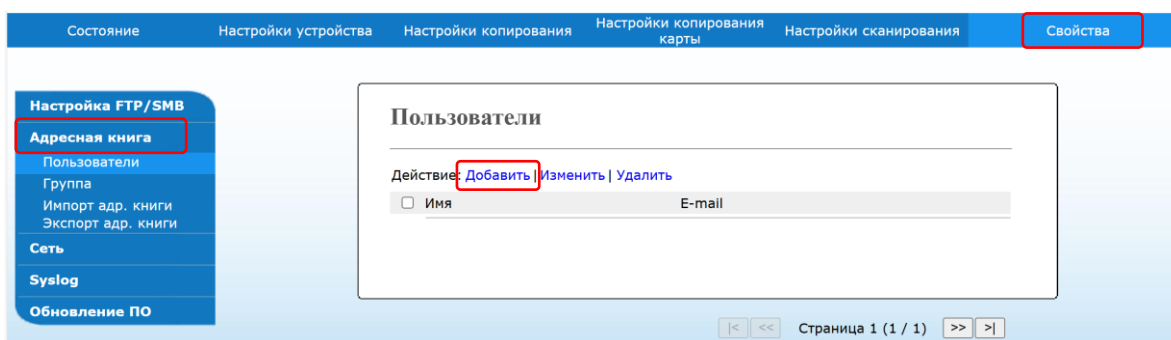 Состояние
Настройки устройства
Настройки копирования
Настройки копирования
карты
Настройки сканирования
Свойства
Настройка FTP/SMB
Адресная книга
Пользователи
Группа
Импорт адр. книги
Экспорт адр. книги
Сеть
Syslog
Обновление ПО
Пользователи
Действие: Добавить | Изменить | Удалить
Имя E-mail
|< << Страница 1 (1 / 1) >> >|